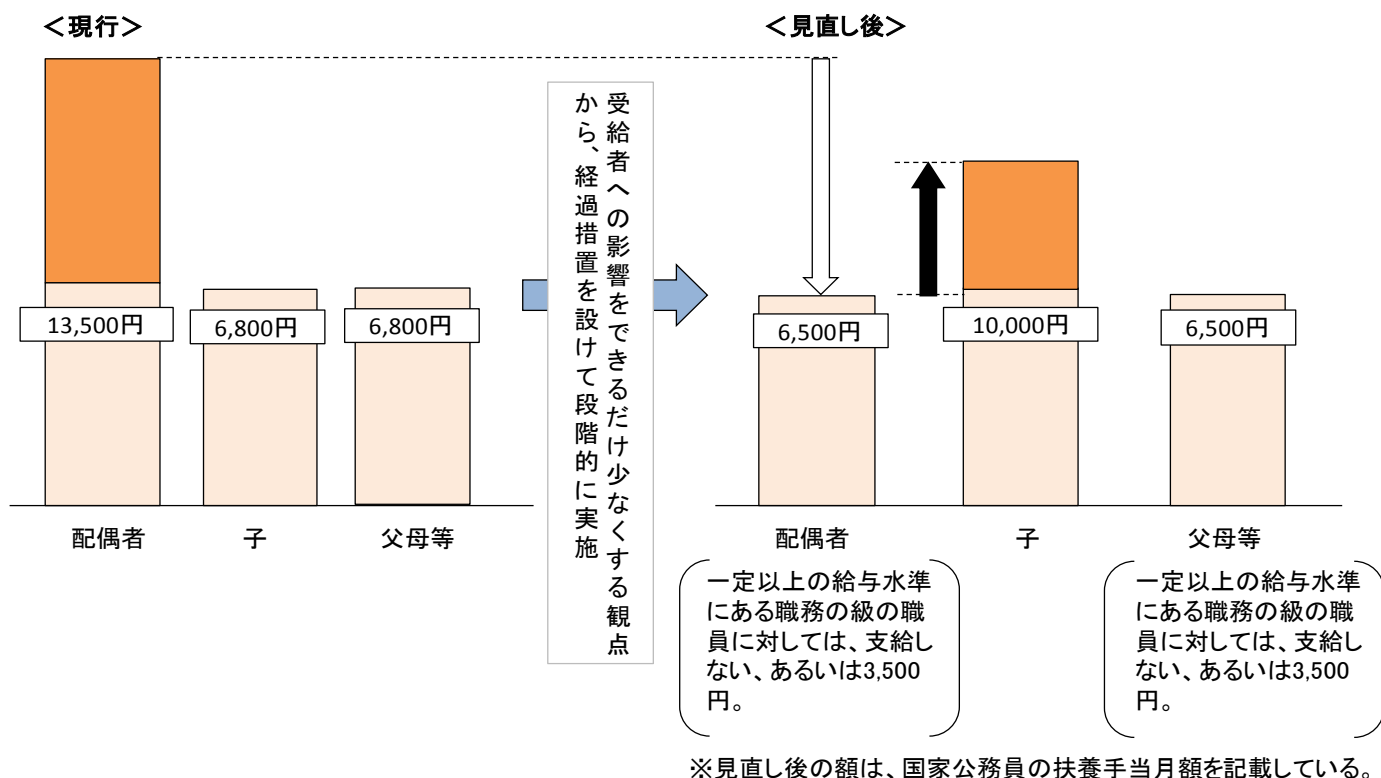 ＜現行＞
13,500円
6,800円
6,800円
配偶者
子
父母等
受給者への影響をできるだけ少なくする観点
から、経過措置を設けて段階的に実施
＜見直し後＞
6,500円
10,000円
6,500円
配偶者
子
父母等
一定以上の給与水準
にある職務の級の職
員に対しては、支給し
ない、あるいは3,500
円。
一定以上の給与水準
にある職務の級の職
員に対しては、支給し
ない、あるいは3,500
円。
※見直し後の額は、国家公務員の扶養手当月額を記載している。